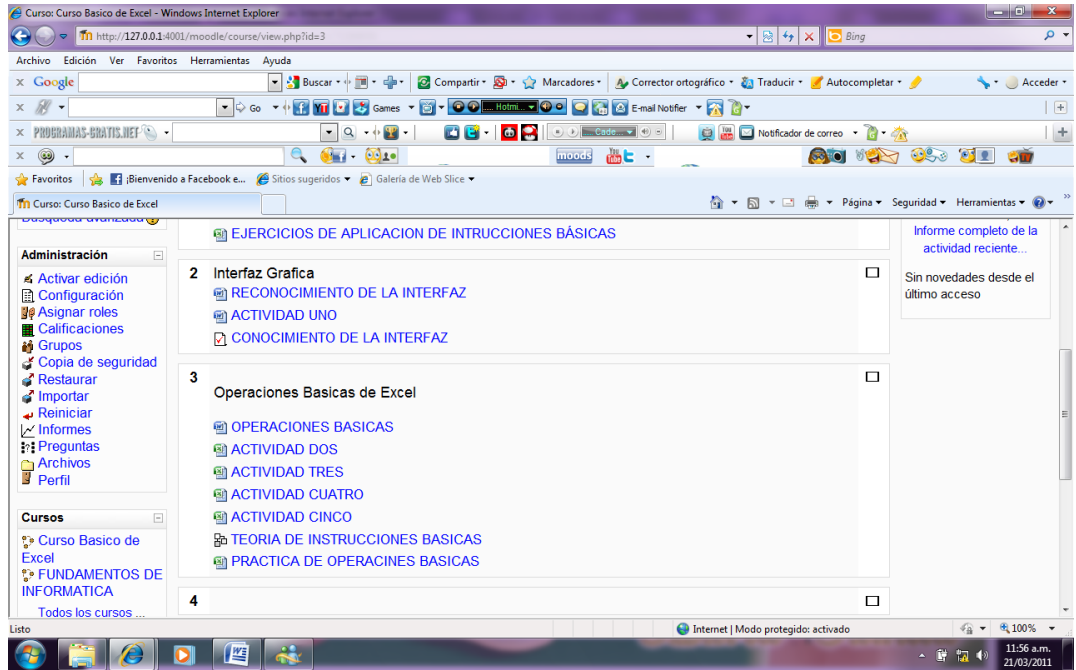 Curso: Curso Basico de Excel - Windows Internet Explorer
http://127.0.0.1:4001/moodle/course/view.php?id=3
Bing
Archivo Edición Ver Favoritos Herramientas Ayuda
x Google Buscar Compartir Marcadores Corrector ortográfico Traducir Autocompletar Acceder
x Go Games .... Hotmi... E-mail Notifier
x PROGRAMAS-GRATIS.NET Cade Notificador de correo
x moods
Favoritos ¡Bienvenido a Facebook e... Sitios sugeridos Galería de Web Slice
Curso: Curso Basico de Excel Página Seguridad Herramientas
Búsqueda avanzada
Administración
Activar edición
Configuración
Asignar roles
Calificaciones
Grupos
Copia de seguridad
Restaurar
Importar
Reiniciar
Informes
Preguntas
Archivos
Perfil
Cursos
Curso Basico de
Excel
FUNDAMENTOS DE
INFORMATICA
Todos los cursos ...
EJERCICIOS DE APLICACION DE INTRUCCIONES BÁSICAS
2 Interfaz Grafica
RECONOCIMIENTO DE LA INTERFAZ
ACTIVIDAD UNO
CONOCIMIENTO DE LA INTERFAZ
3
Operaciones Basicas de Excel
OPERACIONES BASICAS
ACTIVIDAD DOS
ACTIVIDAD TRES
ACTIVIDAD CUATRO
ACTIVIDAD CINCO
TEORIA DE INSTRUCCIONES BASICAS
PRACTICA DE OPERACINES BASICAS
4
Informe completo de la
actividad reciente...
Sin novedades desde el
último acceso
Listo Internet | Modo protegido: activado 100%
11:56 a.m.
21/03/2011